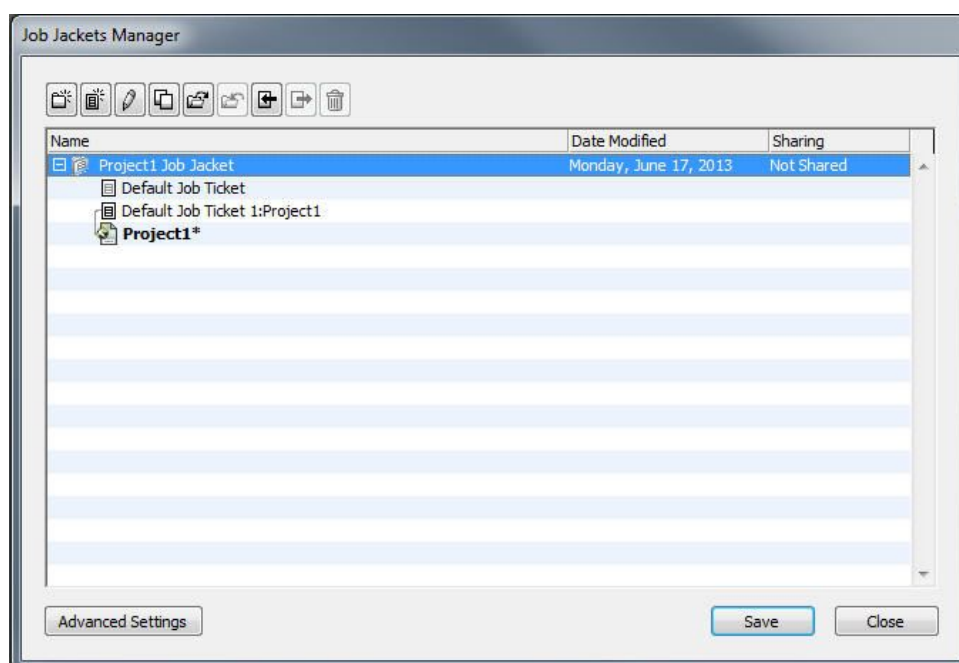 Job Jackets Manager
Name Date Modified Sharing
Project1 Job Jacket Monday, June 17, 2013 Not Shared
Default Job Ticket
Default Job Ticket 1:Project1
Project1*
Advanced Settings Save Close